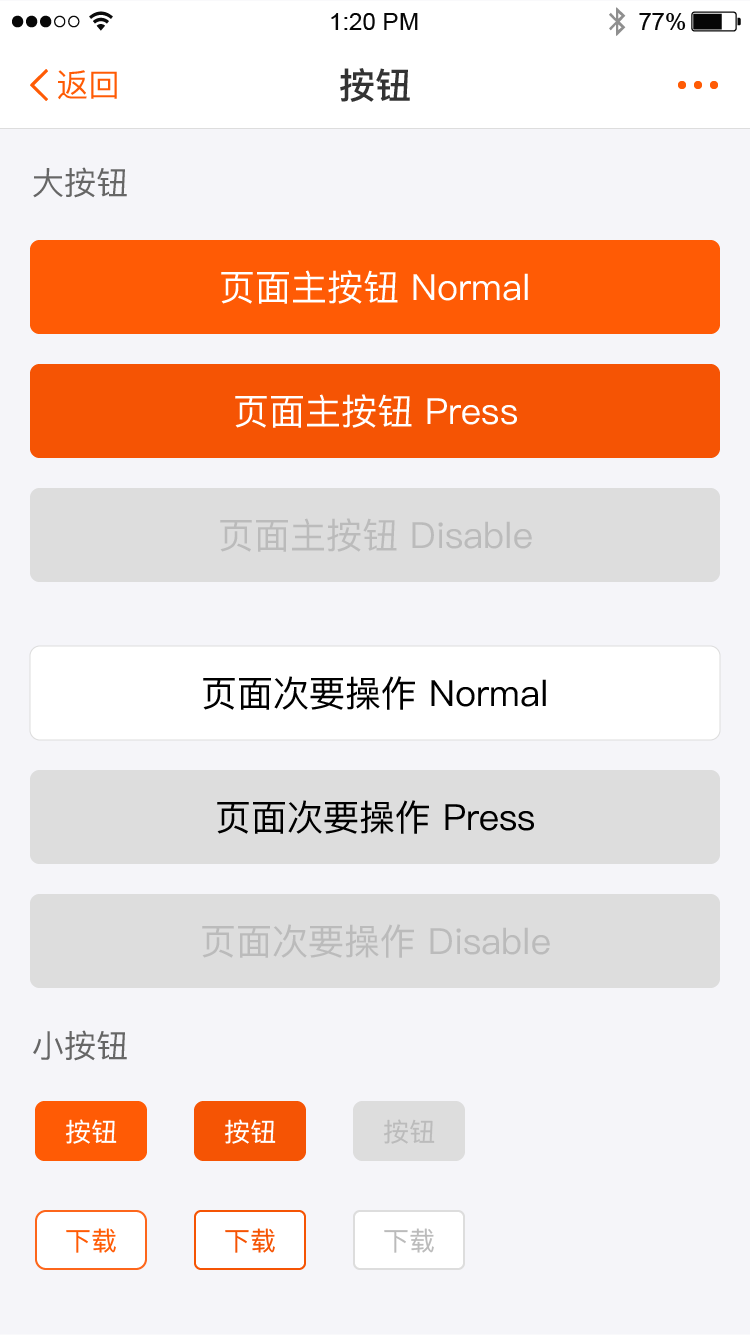 1:20 PM 77%
返回 按钮
大按钮
页面主按钮 Normal
页面主按钮 Press
页面主按钮 Disable
页面次要操作 Normal
页面次要操作 Press
页面次要操作 Disable
小按钮
按钮 按钮 按钮
下载 下载 下载